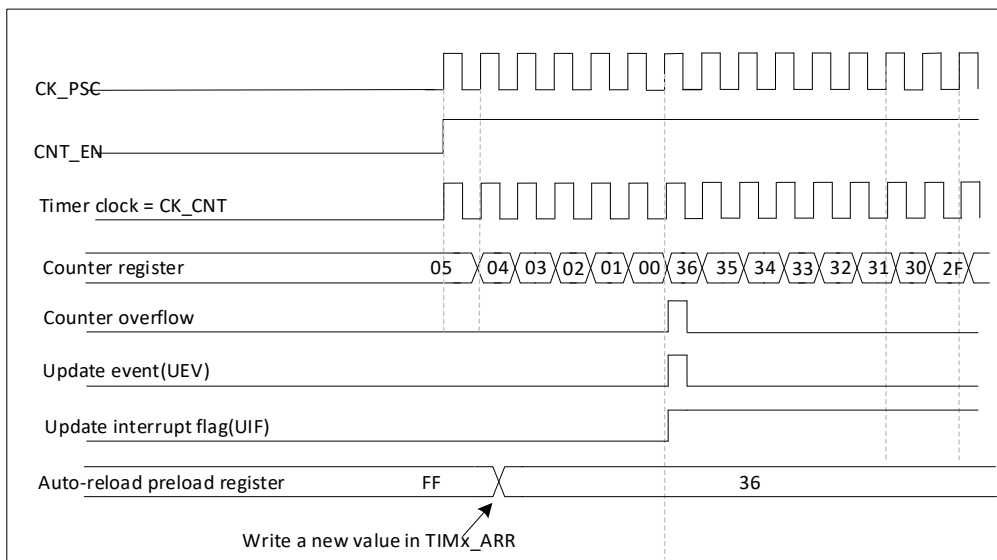 CK_PSC
CNT_EN
Timer clock = CK_CNT
Counter register 05 04 03 02 01 00 36 35 34 33 32 31 30 2F
Counter overflow
Update event(UEV)
Update interrupt flag(UIF)
Auto-reload preload register FF 36
Write a new value in TIMx_ARR